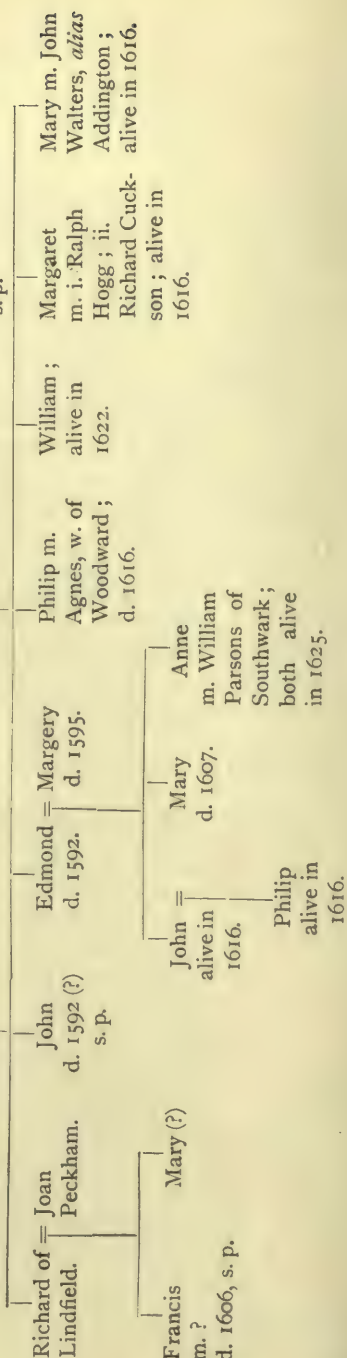 s. p.
Richard of = Joan
Lindfield. Peckham.
John
d. 1592 (?)
s. p.
Edmond = Margery
d. 1592. d. 1595.
Philip m.
Agnes, w. of
Woodward ;
d. 1616.
William ;
alive in
1622.
Margaret
m. i. Ralph
Hogg ; ii.
Richard Cuck-
son ; alive in
1616.
Mary m. John
Walters, alias
Addington ;
alive in 1616.
Francis
m. ?
d. 1606, s. p.
Mary (?)
John =
alive in
1616.
Mary
d. 1607.
Anne
m. William
Parsons of
Southwark ;
both alive
in 1625.
Philip
alive in
1616.